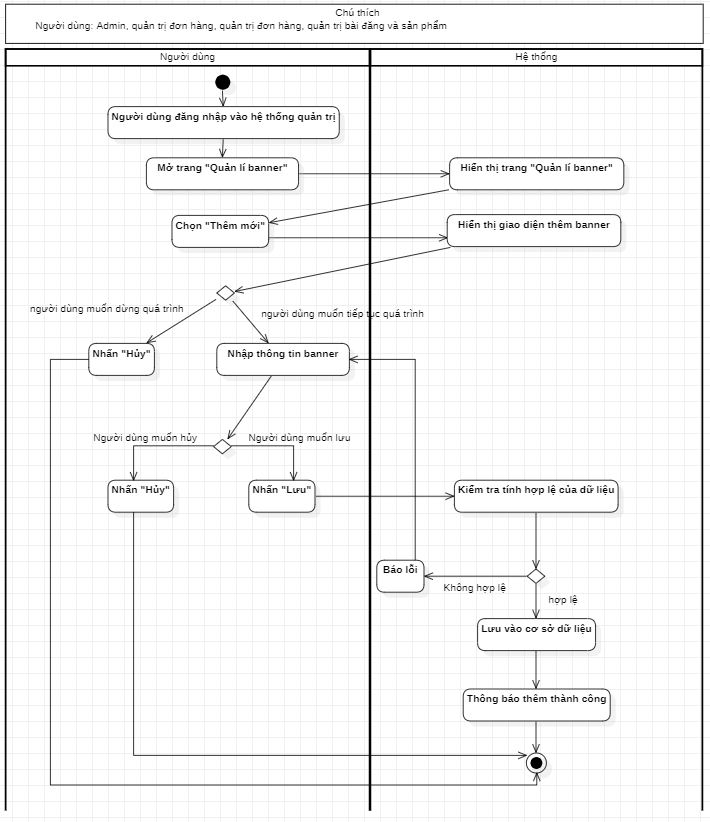 Chú thích
Người dùng: Admin, quản trị đơn hàng, quản trị đơn hàng, quản trị bài đăng và sản phẩm
Người dùng
Hệ thống
Người dùng đăng nhập vào hệ thống quản trị
Mở trang "Quản lí banner"
Hiển thị trang "Quản lí banner"
Chọn "Thêm mới"
Hiển thị giao diện thêm banner
người dùng muốn dừng quá trình
người dùng muốn tiếp tục quá trình
Nhấn "Hủy"
Nhập thông tin banner
Người dùng muốn hủy
Người dùng muốn lưu
Nhấn "Hủy"
Nhấn "Lưu"
Kiểm tra tính hợp lệ của dữ liệu
Báo lỗi
Không hợp lệ
hợp lệ
Lưu vào cơ sở dữ liệu
Thông báo thêm thành công